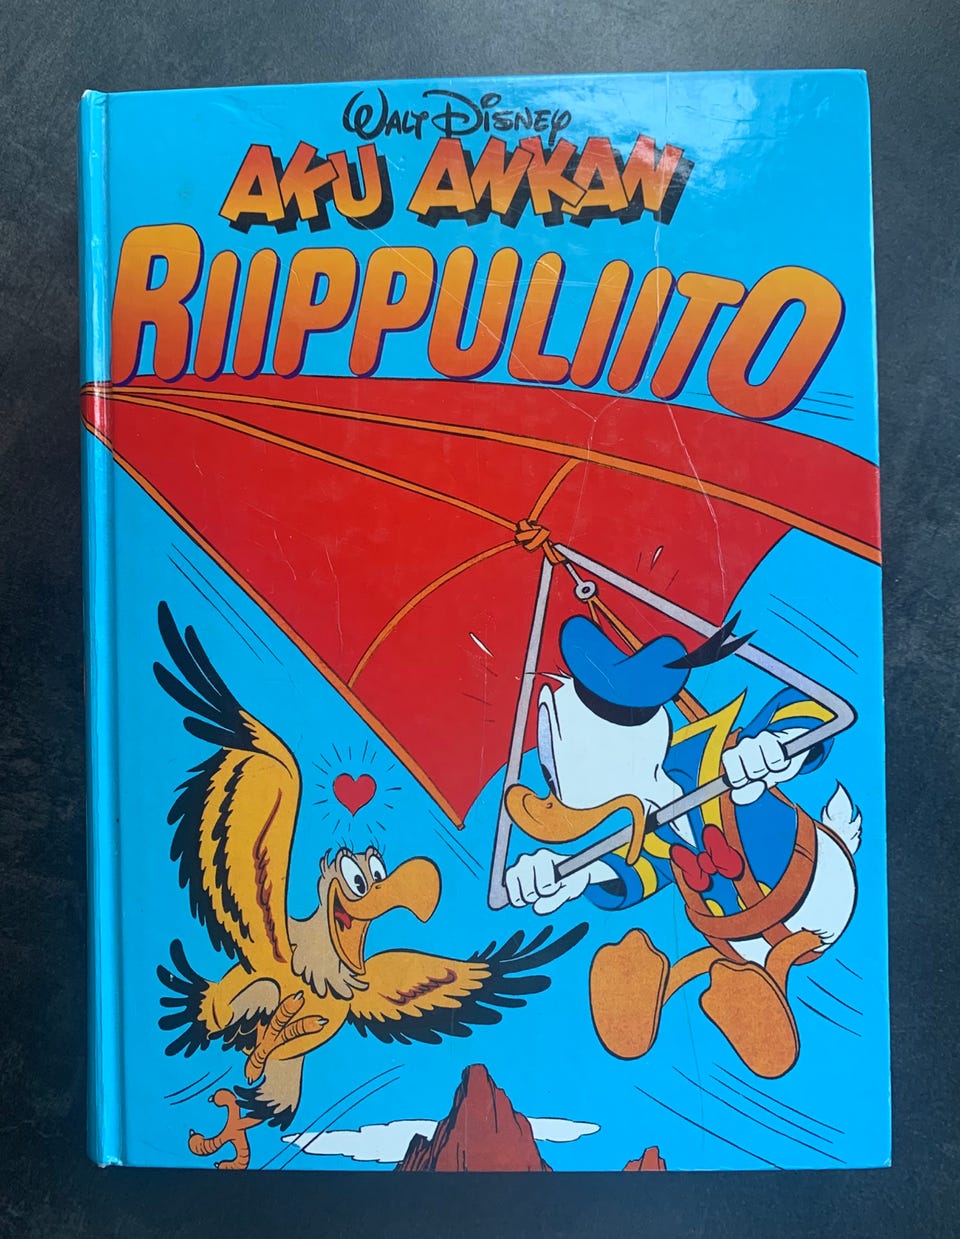 Walt Disney
AKU ANKAN
RIIPPULIITO